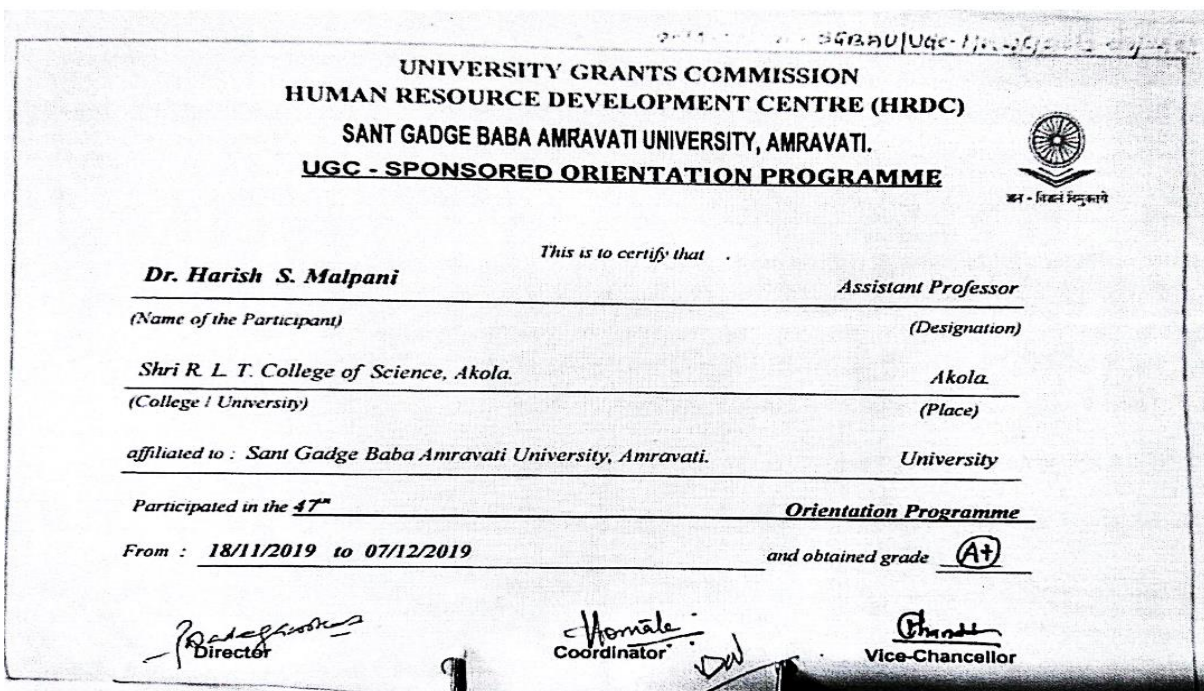 SGBAU/UGC-
UNIVERSITY GRANTS COMMISSION
HUMAN RESOURCE DEVELOPMENT CENTRE (HRDC)
SANT GADGE BABA AMRAVATI UNIVERSITY, AMRAVATI.
UGC - SPONSORED ORIENTATION PROGRAMME
This is to certify that
Dr. Harish S. Malpani Assistant Professor
(Name of the Participant) (Designation)
Shri R. L. T. College of Science, Akola. Akola.
(College / University) (Place)
affiliated to : Sant Gadge Baba Amravati University, Amravati. University
Participated in the 47th Orientation Programme
From : 18/11/2019 to 07/12/2019 and obtained grade A+
Director Coordinator Vice-Chancellor